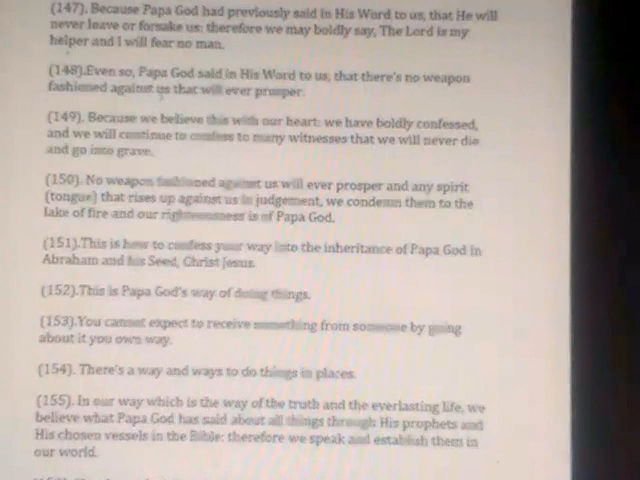 (147). Because Papa God had previously said in His Word to us, that He will
never leave or forsake us: therefore we may boldly say, The Lord is my
helper and I will fear no man.
(148).Even so, Papa God said in His Word to us, that there's no weapon
fashioned against us that will ever prosper.
(149). Because we believe this with our heart: we have boldly confessed,
and we will continue to confess to many witnesses that we will never die
and go into grave.
(150). No weapon fashioned against us will ever prosper and any spirit
(tongue) that rises up against us in judgement, we condemn them to the
lake of fire and our righteousness is of Papa God.
(151).This is how to confess your way into the inheritance of Papa God in
Abraham and his Seed, Christ Jesus.
(152).This is Papa God's way of doing things.
(153).You cannot expect to receive something from someone by going
about it you own way.
(154). There's a way and ways to do things in places.
(155). In our way which is the way of the truth and the everlasting life, we
believe what Papa God has said about all things through His prophets and
His chosen vessels in the Bible: therefore we speak and establish them in
our world.